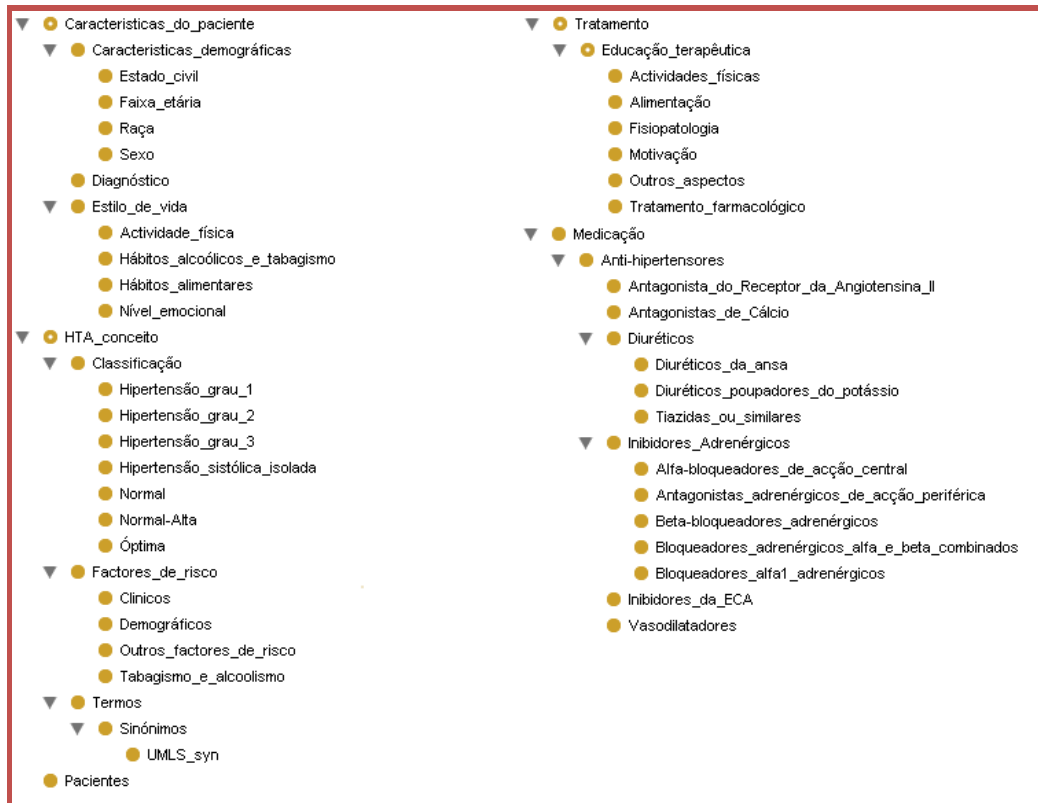 Caracteristicas_do_paciente
Caracteristicas_demográficas
Estado_civil
Faixa_etária
Raça
Sexo
Diagnóstico
Estilo_de_vida
Actividade_física
Hábitos_alcoólicos_e_tabagismo
Hábitos_alimentares
Nível_emocional
HTA_conceito
Classificação
Hipertensão_grau_1
Hipertensão_grau_2
Hipertensão_grau_3
Hipertensão_sistólica_isolada
Normal
Normal-Alta
Óptima
Factores_de_risco
Clinicos
Demográficos
Outros_factores_de_risco
Tabagismo_e_alcoolismo
Termos
Sinónimos
UMLS_syn
Pacientes
Tratamento
Educação_terapêutica
Actividades_físicas
Alimentação
Fisiopatologia
Motivação
Outros_aspectos
Tratamento_farmacológico
Medicação
Anti-hipertensores
Antagonista_do_Receptor_da_Angiotensina_II
Antagonistas_de_Cálcio
Diuréticos
Diuréticos_da_ansa
Diuréticos_poupadores_do_potássio
Tiazidas_ou_similares
Inibidores_Adrenérgicos
Alfa-bloqueadores_de_acção_central
Antagonistas_adrenérgicos_de_acção_periférica
Beta-bloqueadores_adrenérgicos
Bloqueadores_adrenérgicos_alfa_e_beta_combinados
Bloqueadores_alfa1_adrenérgicos
Inibidores_da_ECA
Vasodilatadores